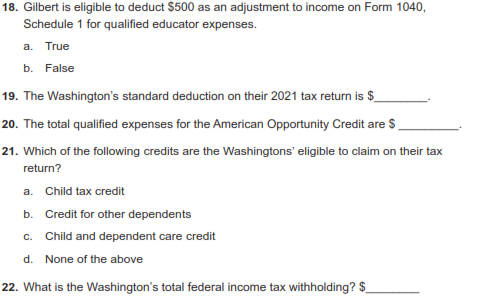 18. Gilbert is eligible to deduct $500 as an adjustment to income on Form 1040,
Schedule 1 for qualified educator expenses.
a. True
b. False
19. The Washington's standard deduction on their 2021 tax return is $________.
20. The total qualified expenses for the American Opportunity Credit are $ _________.
21. Which of the following credits are the Washingtons' eligible to claim on their tax
return?
a. Child tax credit
b. Credit for other dependents
c. Child and dependent care credit
d. None of the above
22. What is the Washington's total federal income tax withholding? $________